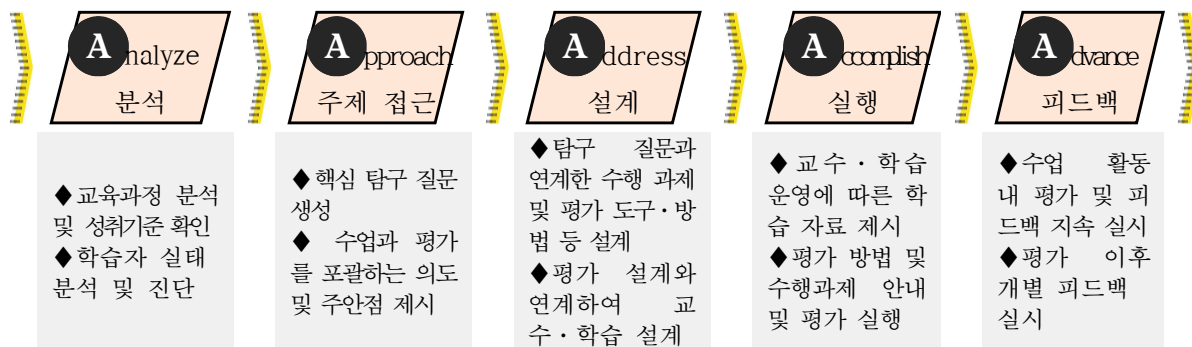 Analyze
분석
◆교육과정 분석
및 성취기준 확인
◆학습자 실태
분석 및 진단
Approach
주제 접근
◆핵심 탐구 질문
생성
◆ 수업과 평가
를 포괄하는 의도
및 주안점 제시
Address
설계
◆탐구 질문과
연계한 수행 과제
및 평가 도구·방
법 등 설계
◆평가 설계와
연계하여 교
수·학습 설계
Accomplish
실행
◆교수·학습
운영에 따른 학
습 자료 제시
◆평가 방법 및
수행과제 안내
및 평가 실행
Advance
피드백
◆수업 활동
내 평가 및 피
드백 지속 실시
◆평가 이후
개별 피드백
실시